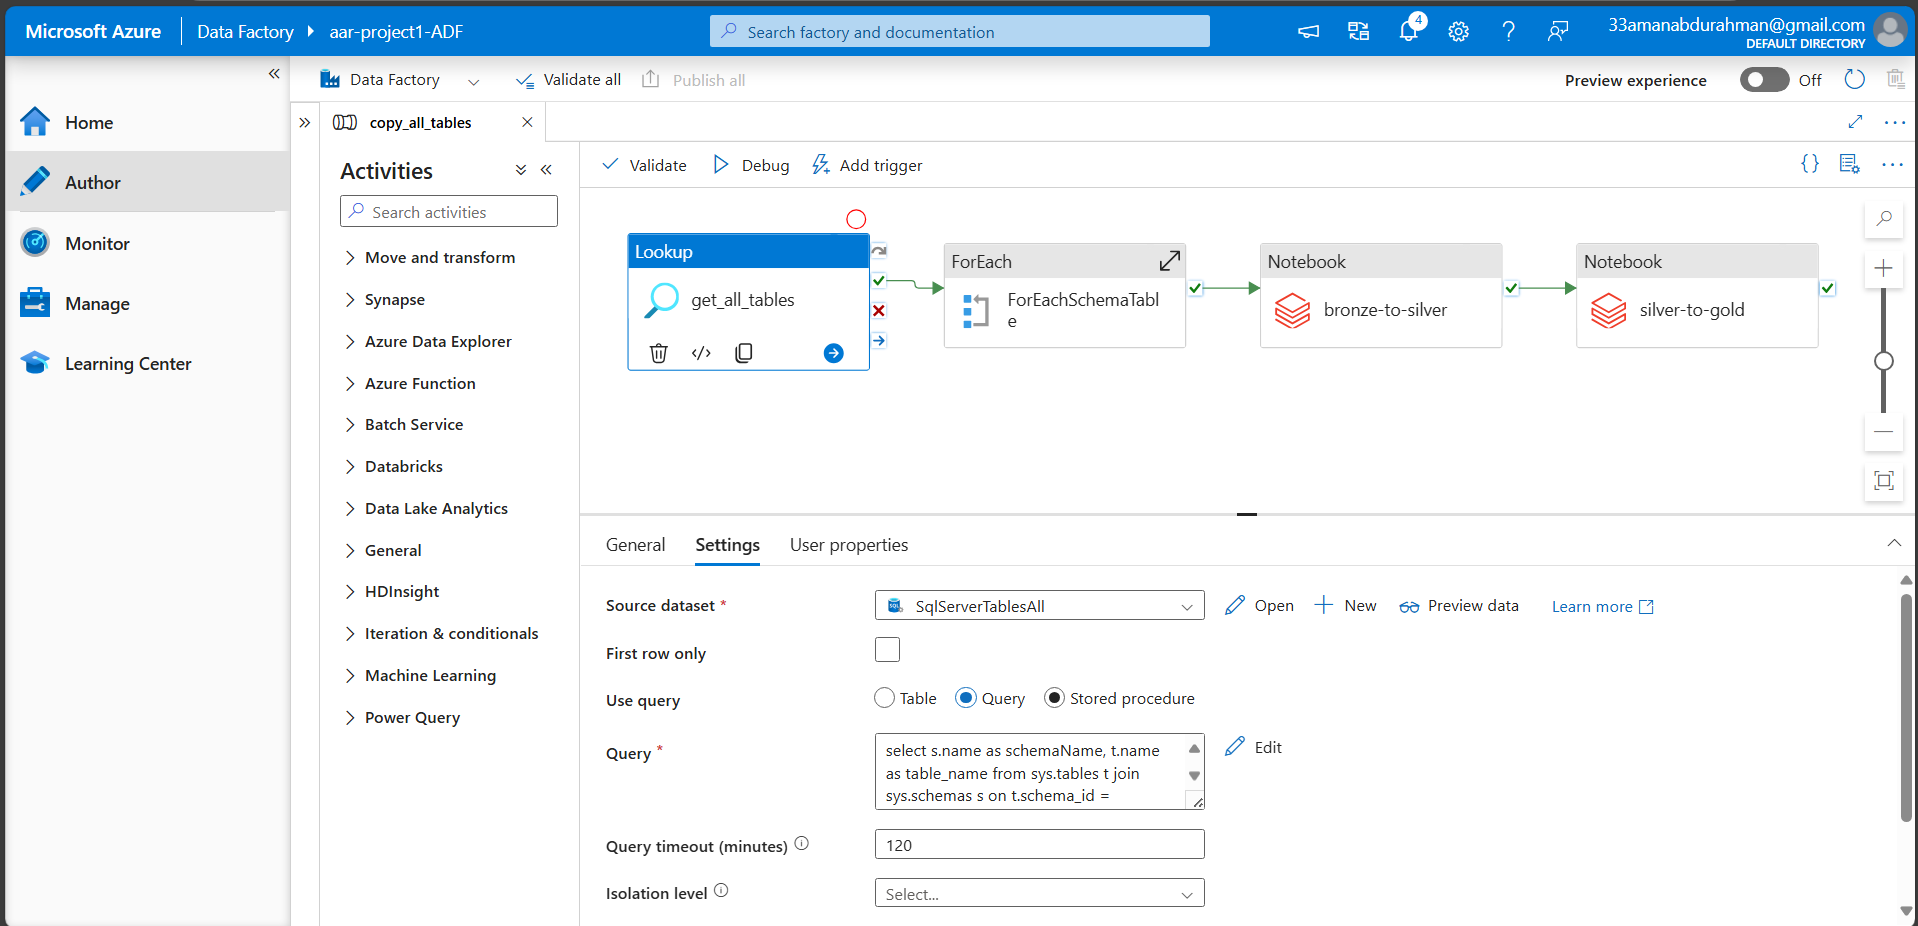 Microsoft Azure
Data Factory
aar-project1-ADF
Search factory and documentation
4
33amanabdurahman@gmail.com
DEFAULT DIRECTORY
Data Factory
Validate all
Publish all
Preview experience
Off
Home
Author
Monitor
Manage
Learning Center
copy_all_tables
Activities
Search activities
Move and transform
Synapse
Azure Data Explorer
Azure Function
Batch Service
Databricks
Data Lake Analytics
General
HDInsight
Iteration & conditionals
Machine Learning
Power Query
Validate
Debug
Add trigger
Lookup
get_all_tables
ForEach
ForEachSchemaTabl
e
Notebook
bronze-to-silver
Notebook
silver-to-gold
General
Settings
User properties
Source dataset *
SQL
SqlServerTablesAll
Open
New
Preview data
Learn more
First row only
Use query
Table
Query
Stored procedure
Query *
select s.name as schemaName, t.name
as table_name from sys.tables t join
sys.schemas s on t.schema_id =
Edit
Query timeout (minutes)
120
Isolation level
Select...